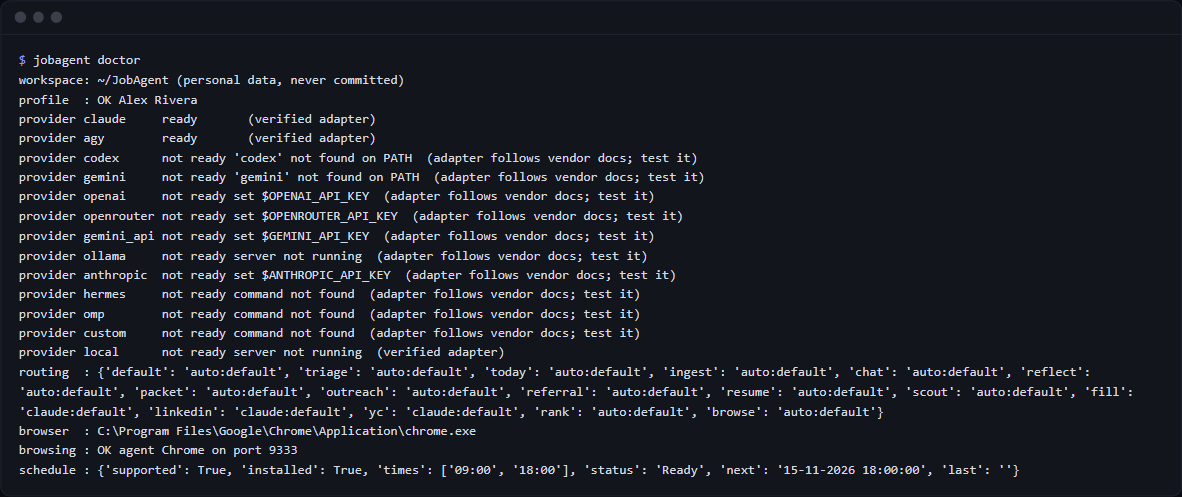 $ jobagent doctor
workspace: ~/JobAgent (personal data, never committed)
profile  : OK Alex Rivera
provider claude     ready       (verified adapter)
provider agy        ready       (verified adapter)
provider codex      not ready 'codex' not found on PATH  (adapter follows vendor docs; test it)
provider gemini     not ready 'gemini' not found on PATH  (adapter follows vendor docs; test it)
provider openai     not ready set $OPENAI_API_KEY  (adapter follows vendor docs; test it)
provider openrouter not ready set $OPENROUTER_API_KEY  (adapter follows vendor docs; test it)
provider gemini_api not ready set $GEMINI_API_KEY  (adapter follows vendor docs; test it)
provider ollama     not ready server not running  (adapter follows vendor docs; test it)
provider anthropic  not ready set $ANTHROPIC_API_KEY  (adapter follows vendor docs; test it)
provider hermes     not ready command not found  (adapter follows vendor docs; test it)
provider omp        not ready command not found  (adapter follows vendor docs; test it)
provider custom     not ready command not found  (adapter follows vendor docs; test it)
provider local      not ready server not running  (verified adapter)
routing  : {'default': 'auto:default', 'triage': 'auto:default', 'today': 'auto:default', 'ingest': 'auto:default', 'chat': 'auto:default', 'reflect':
'auto:default', 'packet': 'auto:default', 'outreach': 'auto:default', 'referral': 'auto:default', 'resume': 'auto:default', 'scout': 'auto:default', 'fill':
'claude:default', 'linkedin': 'claude:default', 'yc': 'claude:default', 'rank': 'auto:default', 'browse': 'auto:default'}
browser  : C:\Program Files\Google\Chrome\Application\chrome.exe
browsing : OK agent Chrome on port 9333
schedule : {'supported': True, 'installed': True, 'times': ['09:00', '18:00'], 'status': 'Ready', 'next': '15-11-2026 18:00:00', 'last': ''}